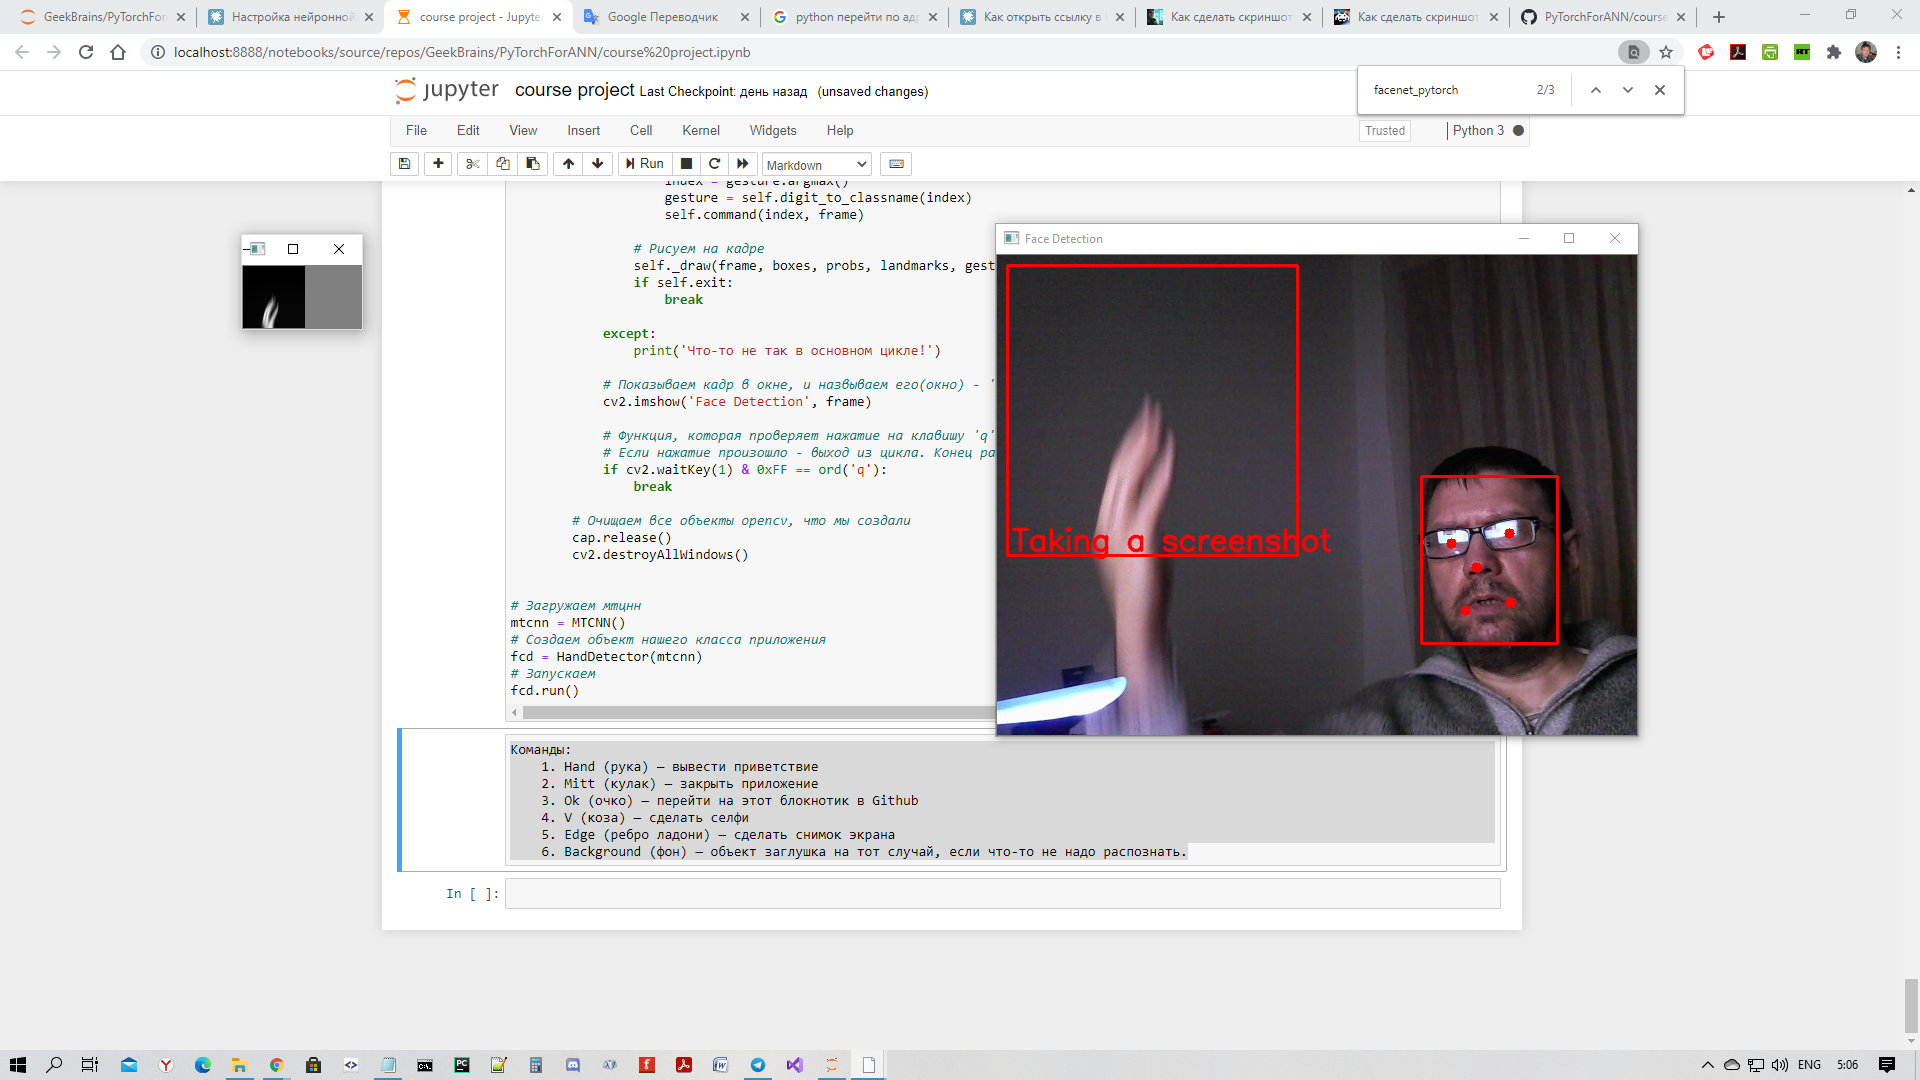 GeekBrains/PyTorchFor
Настройка нейронной
course project - Jupyte
Google Переводчик
python перейти по ад
Как открыть ссылку в
Как сделать скриншот
Как сделать скриншот
PyTorchForANN/course
localhost:8888/notebooks/source/repos/GeekBrains/PyTorchForANN/course%20project.ipynb
facenet_pytorch 2/3
jupyter course project Last Checkpoint: день назад (unsaved changes)
File Edit View Insert Cell Kernel Widgets Help
Trusted Python 3
Run Markdown
index = gesture.argmax()
gesture = self.digit_to_classname(index)
self.command(index, frame)
# Рисуем на кадре
self._draw(frame, boxes, probs, landmarks, gest
if self.exit:
break
except:
print('Что-то не так в основном цикле!')
# Показываем кадр в окне, и назвываем его(окно) - '
cv2.imshow('Face Detection', frame)
# Функция, которая проверяет нажатие на клавишу 'q'
# Если нажатие произошло - выход из цикла. Конец ра
if cv2.waitKey(1) & 0xFF == ord('q'):
break
# Очищаем все объекты opencv, что мы создали
cap.release()
cv2.destroyAllWindows()
# Загружаем мтцнн
mtcnn = MTCNN()
# Создаем объект нашего класса приложения
fcd = HandDetector(mtcnn)
# Запускаем
fcd.run()
Face Detection
Taking a screenshot
Команды:
1. Hand (рука) — вывести приветствие
2. Mitt (кулак) — закрыть приложение
3. Ok (очко) — перейти на этот блокнотик в Github
4. V (коза) — сделать селфи
5. Edge (ребро ладони) — сделать снимок экрана
6. Background (фон) — объект заглушка на тот случай, если что-то не надо распознать.
In [ ]:
ENG 5:06